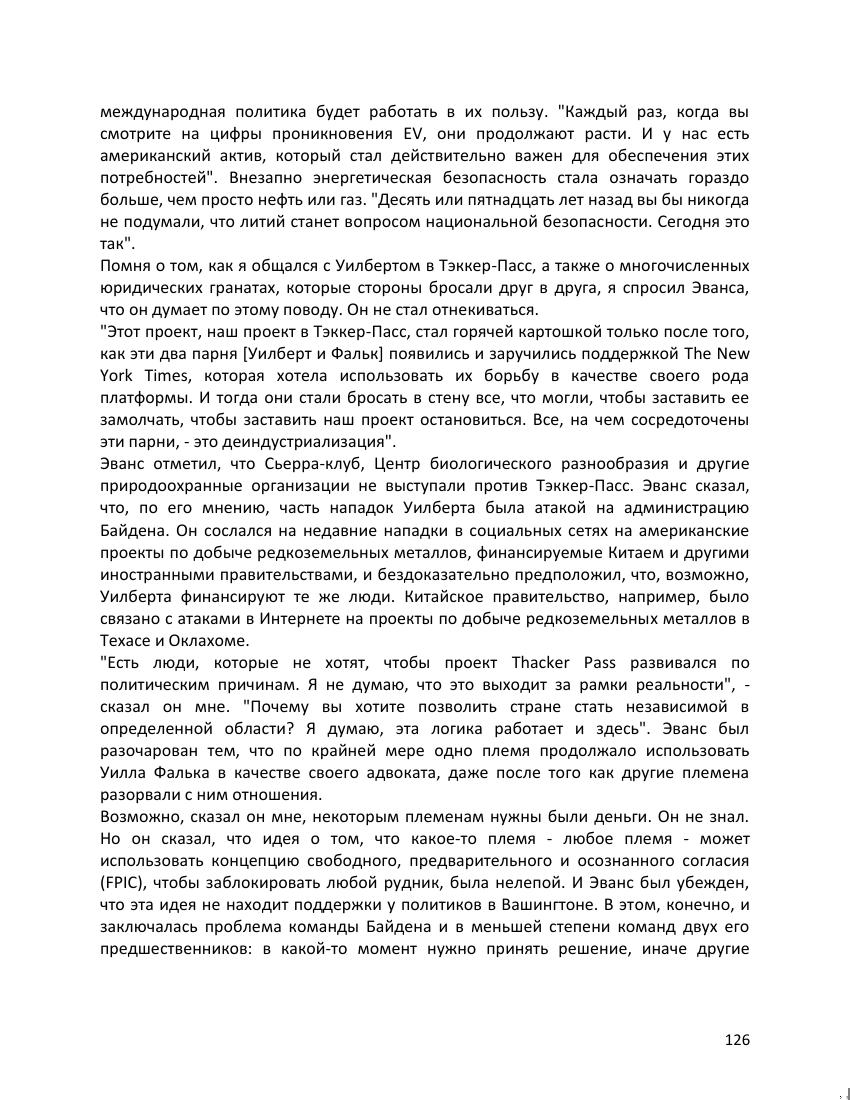 международная политика будет работать в их пользу. "Каждый раз, когда вы
смотрите на цифры проникновения EV, они продолжают расти. И у нас есть
американский актив, который стал действительно важен для обеспечения этих
потребностей". Внезапно энергетическая безопасность стала означать гораздо
больше, чем просто нефть или газ. "Десять или пятнадцать лет назад вы бы никогда
не подумали, что литий станет вопросом национальной безопасности. Сегодня это
так".
Помня о том, как я общался с Уилбертом в Тэккер-Пасс, а также о многочисленных
юридических гранатах, которые стороны бросали друг в друга, я спросил Эванса,
что он думает по этому поводу. Он не стал отнекиваться.
"Этот проект, наш проект в Тэккер-Пасс, стал горячей картошкой только после того,
как эти два парня [Уилберт и Фальк] появились и заручились поддержкой The New
York Times, которая хотела использовать их борьбу в качестве своего рода
платформы. И тогда они стали бросать в стену все, что могли, чтобы заставить ее
замолчать, чтобы заставить наш проект остановиться. Все, на чем сосредоточены
эти парни, - это деиндустриализация".
Эванс отметил, что Сьерра-клуб, Центр биологического разнообразия и другие
природоохранные организации не выступали против Тэккер-Пасс. Эванс сказал,
что, по его мнению, часть нападок Уилберта была атакой на администрацию
Байдена. Он сослался на недавние нападки в социальных сетях на американские
проекты по добыче редкоземельных металлов, финансируемые Китаем и другими
иностранными правительствами, и бездоказательно предположил, что, возможно,
Уилберта финансируют те же люди. Китайское правительство, например, было
связано с атаками в Интернете на проекты по добыче редкоземельных металлов в
Техасе и Оклахоме.
"Есть люди, которые не хотят, чтобы проект Thacker Pass развивался по
политическим причинам. Я не думаю, что это выходит за рамки реальности", -
сказал он мне. "Почему вы хотите позволить стране стать независимой в
определенной области? Я думаю, эта логика работает и здесь". Эванс был
разочарован тем, что по крайней мере одно племя продолжало использовать
Уилла Фалька в качестве своего адвоката, даже после того как другие племена
разорвали с ним отношения.
Возможно, сказал он мне, некоторым племенам нужны были деньги. Он не знал.
Но он сказал, что идея о том, что какое-то племя - любое племя - может
использовать концепцию свободного, предварительного и осознанного согласия
(FPIC), чтобы заблокировать любой рудник, была нелепой. И Эванс был убежден,
что эта идея не находит поддержки у политиков в Вашингтоне. В этом, конечно, и
заключалась проблема команды Байдена и в меньшей степени команд двух его
предшественников: в какой-то момент нужно принять решение, иначе другие
126